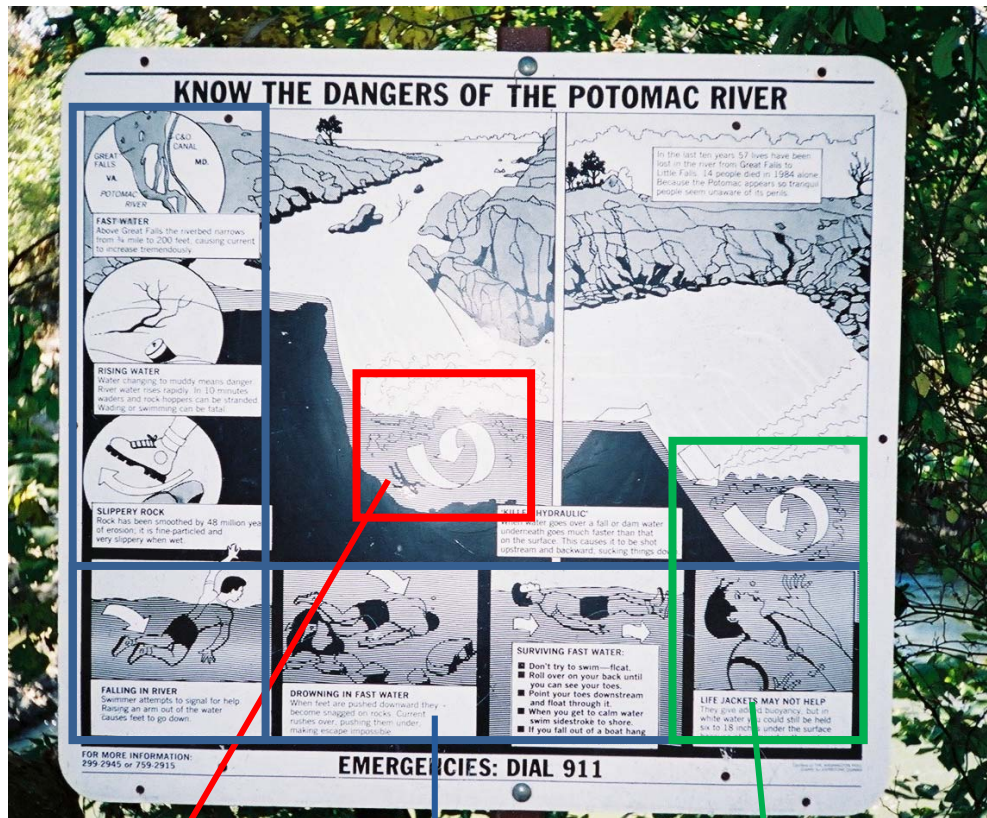 KNOW THE DANGERS OF THE POTOMAC RIVER
GREAT
FALLS
VA.
POTOMAC
RIVER
C&O
CANAL
MD.
FAST WATER
Above Great Falls the riverbed narrows
from ¾ mile to 200 feet, causing current
to increase tremendously.
In the last ten years 57 lives have been
lost in the river from Great Falls to
Little Falls. 14 people died in 1984 alone.
Because the Potomac appears so tranquil
people seem unaware of its perils.
RISING WATER
Water changing to muddy means danger.
River water rises rapidly. In 10 minutes
waders and rock-hoppers can be stranded.
Wading or swimming can be fatal.
SLIPPERY ROCK
Rock has been smoothed by 48 million
of erosion; it is fine-particled and
very slippery when wet.
HYDRAULIC'
When water goes over a fall or dam water
underneath goes much faster than that
on the surface. This causes it to be shot
upstream and backward, sucking things
FALLING IN RIVER
Swimmer attempts to signal for help
Raising an arm out of the water
causes feet to go down.
DROWNING IN FAST WATER
When feet are pushed downward they
become snagged on rocks. Current
rushes over, pushing them under,
making escape impossible
SURVIVING FAST WATER:
■ Don't try to swim—float.
■ Roll over on your back until
you can see your toes.
■ Point your toes downstream
and float through it.
■ When you get to calm water
swim sidestroke to shore.
■ If you fall out of a boat hang
LIFE JACKETS MAY NOT HELP
They give added buoyancy, but in
white water you could still be held
six to 18 inches under the surface
FOR MORE INFORMATION:
299-2945 or 759-2915
EMERGENCIES: DIAL 911